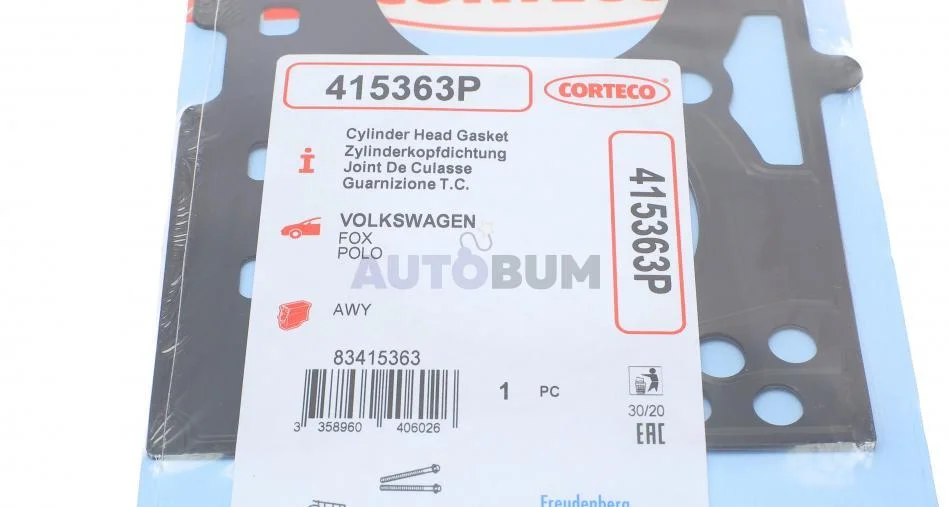 CORTECO
415363P
CORTECO®
Cylinder Head Gasket
Zylinderkopfdichtung
Joint De Culasse
Guarnizione T.C.
415363P
VOLKSWAGEN
FOX
POLO
AUTOBUM
AWY
83415363
3 358960 406026
1 PC
30/20
EAC
Freudenberg